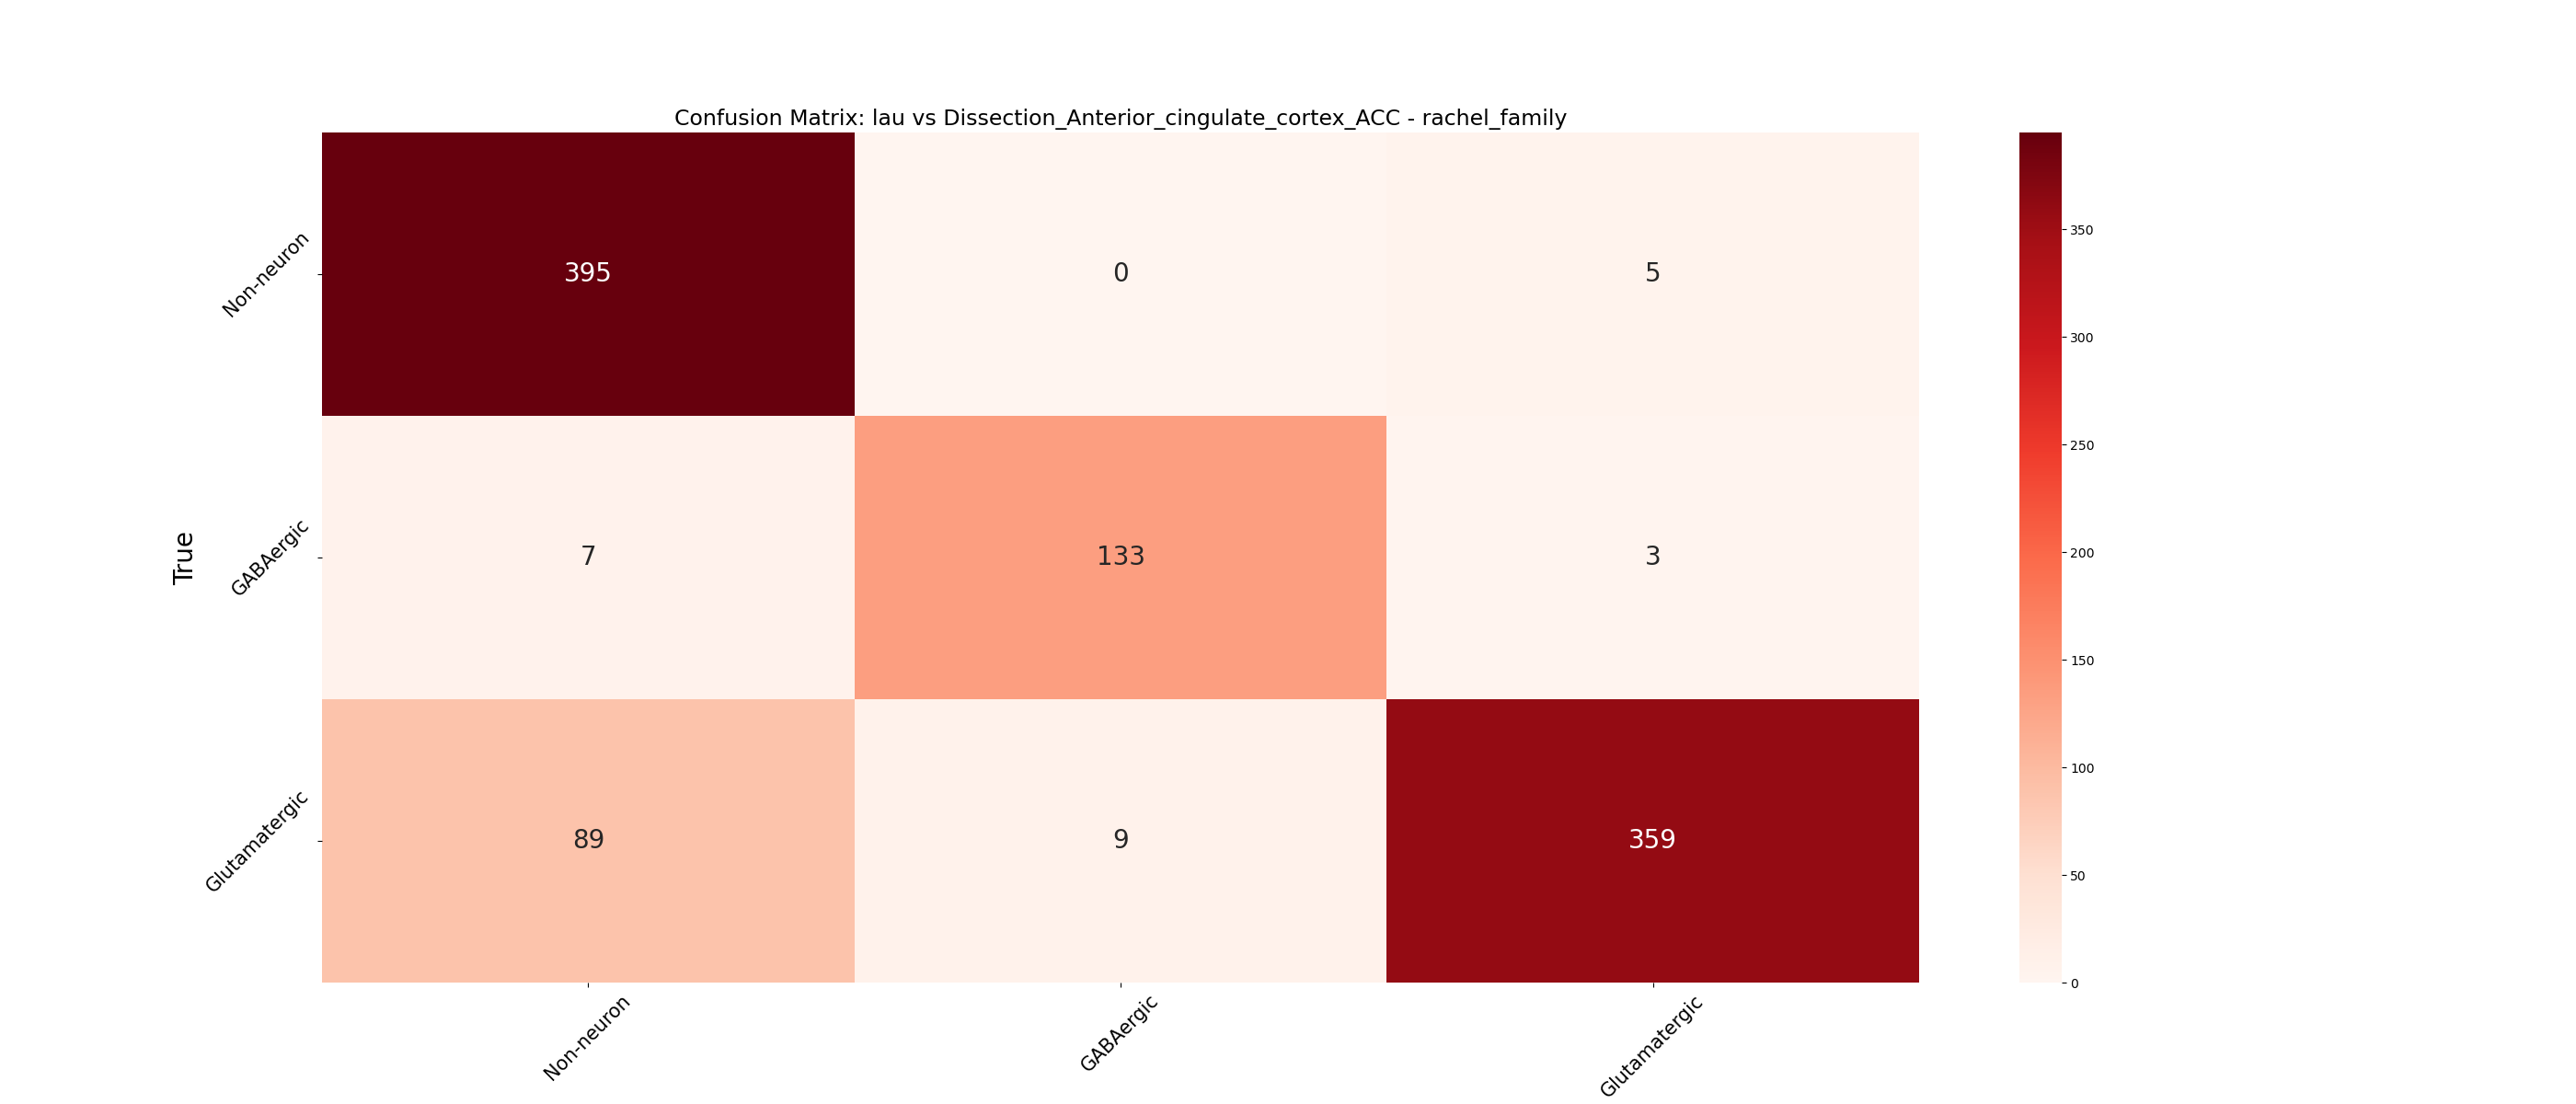 Confusion Matrix: lau vs Dissection_Anterior_cingulate_cortex_ACC - rachel_family
Non-neuron
395
0
5
GABAergic
7
133
3
Glutamatergic
89
9
359
True
Non-neuron
GABAergic
Glutamatergic
350
300
250
200
150
100
50
0